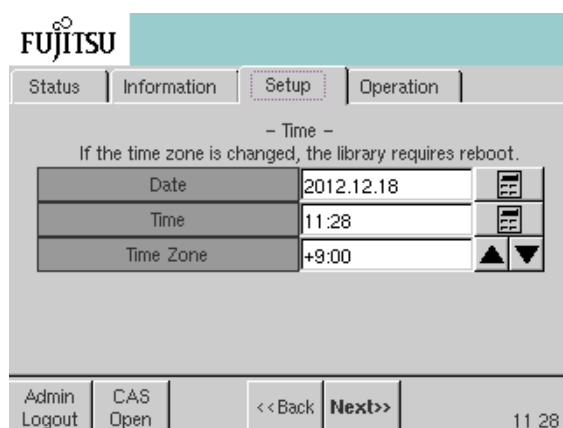 FUJITSU
Status Information Setup Operation
– Time –
If the time zone is changed, the library requires reboot.
Date 2012.12.18
Time 11:28
Time Zone +9:00
Admin Logout CAS Open <<Back Next>> 11 28